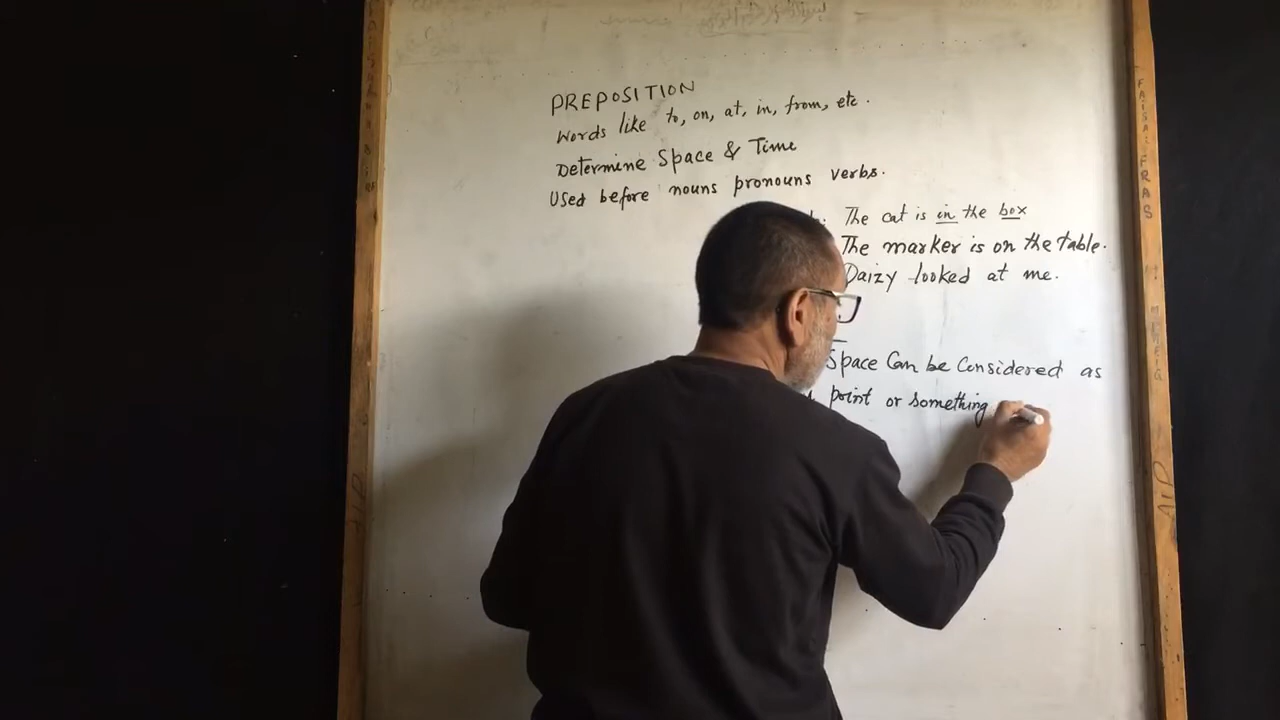 PREPOSITION
Words like to, on, at, in, from, etc.
Determine Space & Time
Used before nouns pronouns verbs.
The cat is in the box
The marker is on the table.
Daizy looked at me.
Space Can be Considered as
point or something